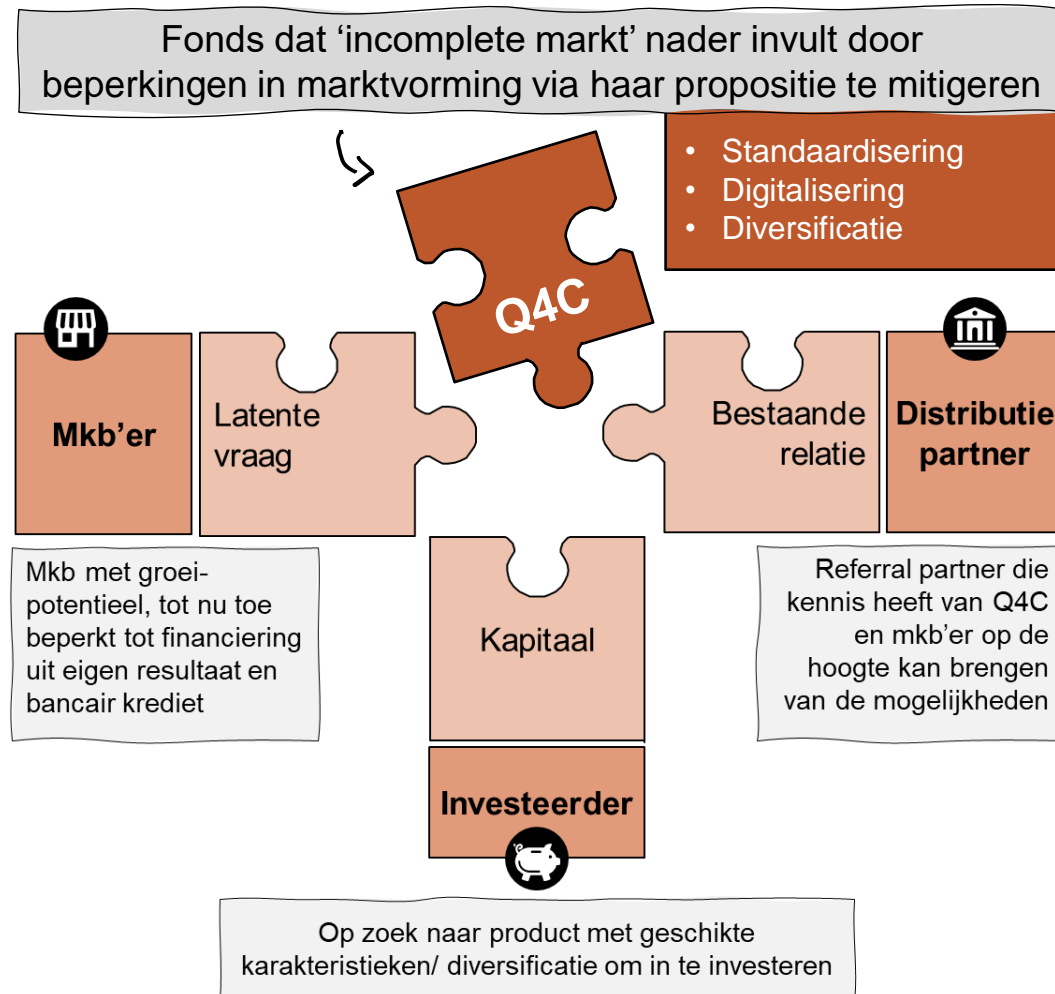 Fonds dat ‘incomplete markt’ nader invult door
beperkingen in marktvorming via haar propositie te mitigeren
• Standaardisering
• Digitalisering
• Diversificatie
Q4C
Mkb’er
Latente
vraag
Bestaande
relatie
Distributie
partner
Mkb met groei-
potentieel, tot nu toe
beperkt tot financiering
uit eigen resultaat en
bancair krediet
Kapitaal
Referral partner die
kennis heeft van Q4C
en mkb’er op de
hoogte kan brengen
van de mogelijkheden
Investeerder
Op zoek naar product met geschikte
karakteristieken/ diversificatie om in te investeren